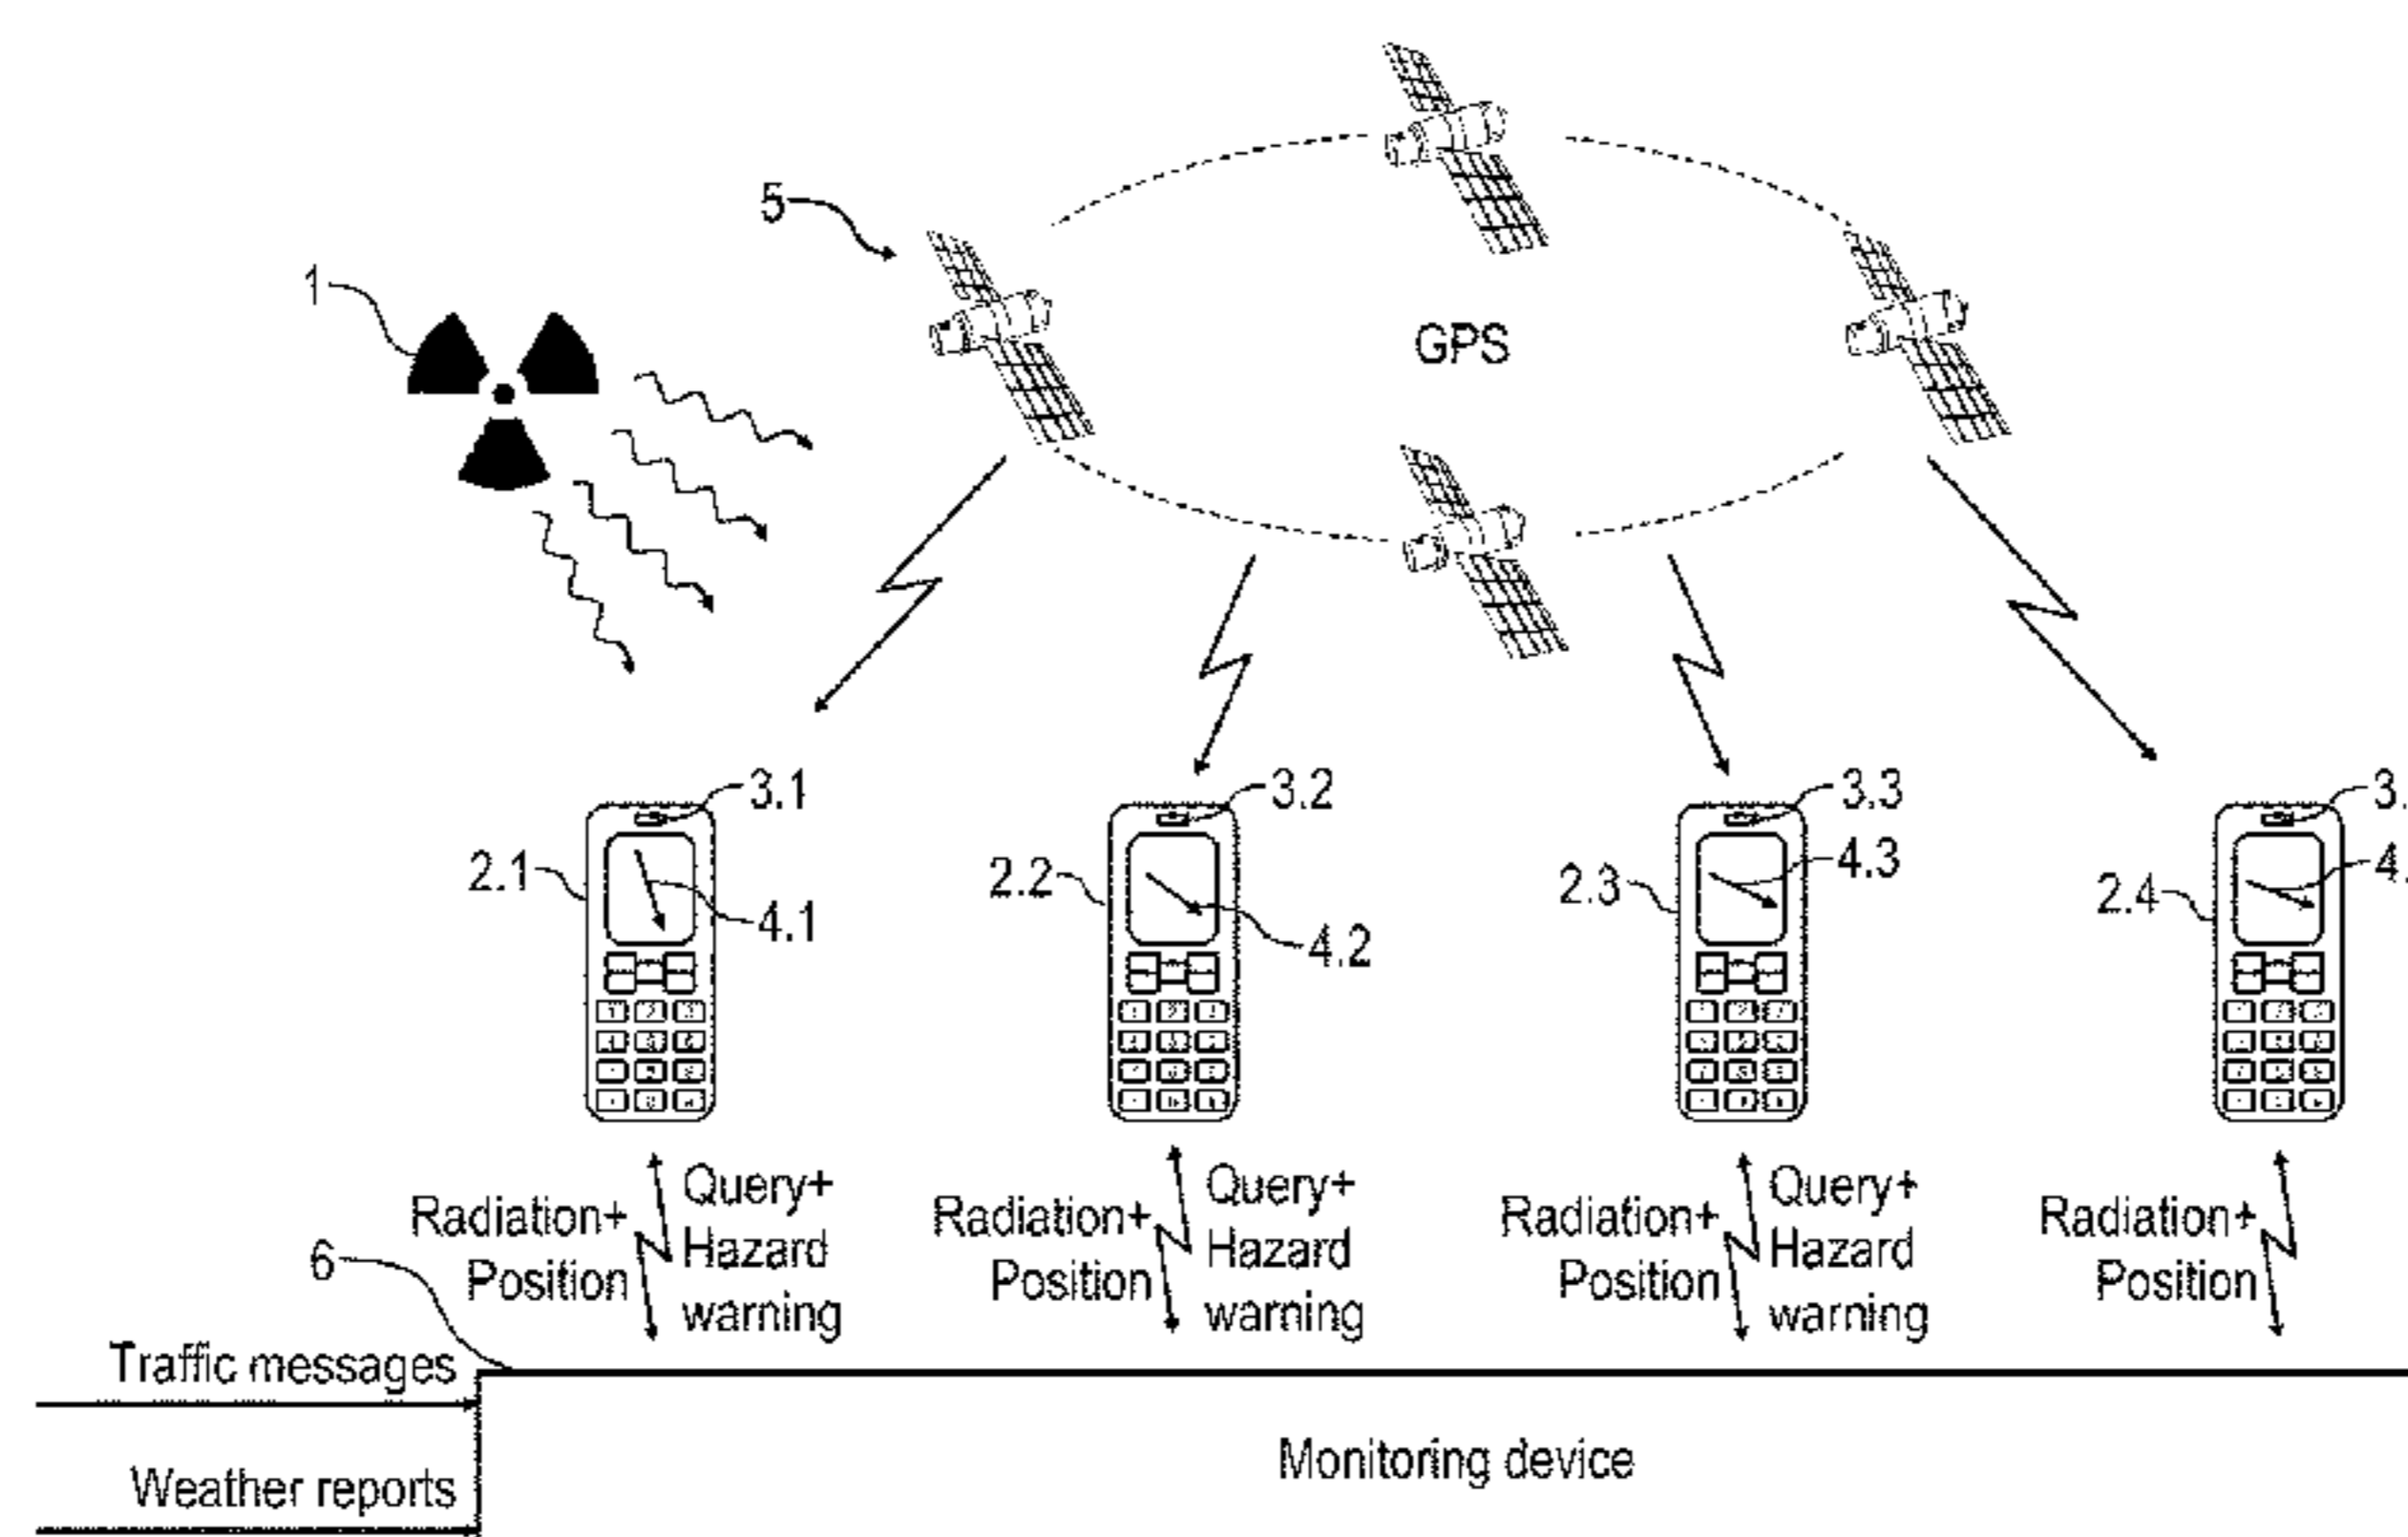 5
1
GPS
3.1
3.2
3.3
3.
2.1
4.1
2.2
4.2
2.3
4.3
2.4
4.
Radiation+
Position
Query+
Hazard
warning
Radiation+
Position
Query+
Hazard
warning
Radiation+
Position
Query+
Hazard
warning
Radiation+
Position
6
Traffic messages
Weather reports
Monitoring device